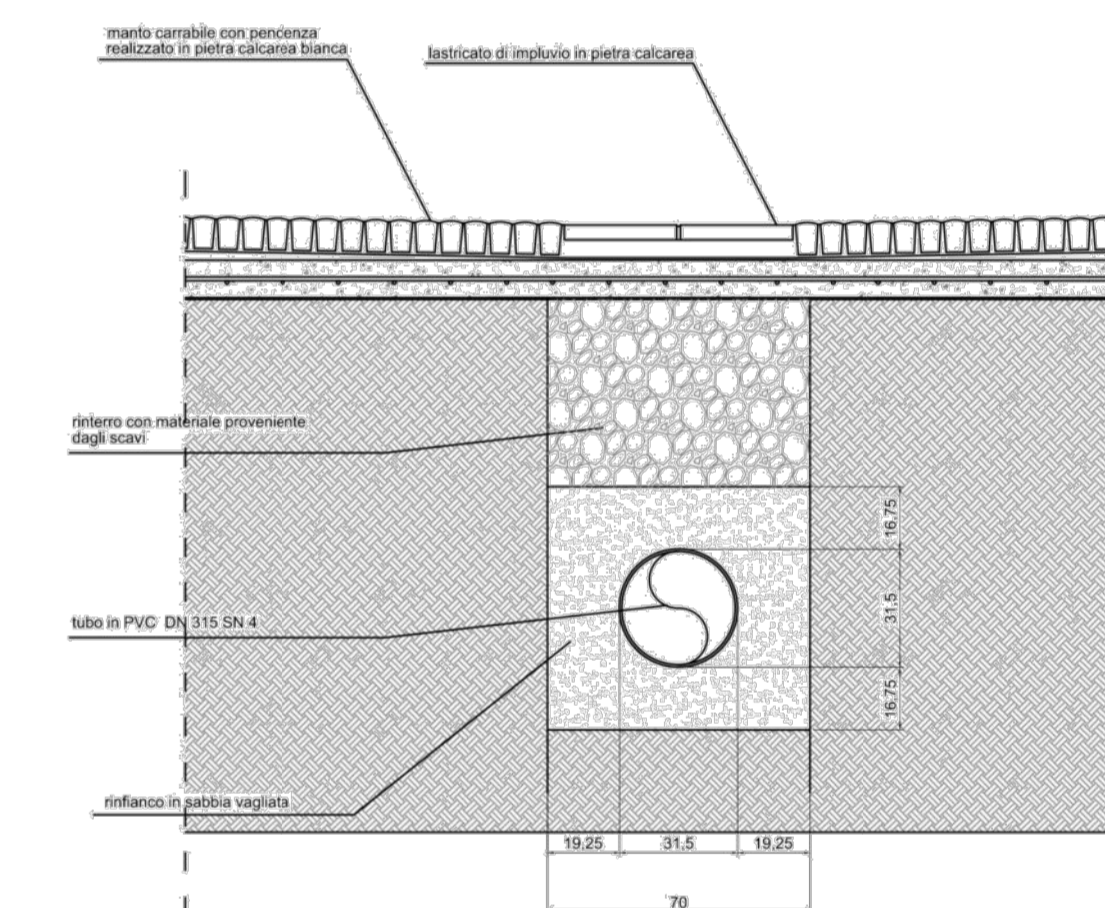 manto carrabile con pencenza
realizzato in pietra calcarea bianca
lastricato di impluvio in pietra calcarea
rinterro con materiale proveniente
dagli scavi
16,75
31,5
tubo in PVC DN 315 SN 4
16,75
rinfianco in sabbia vagliata
19,25 31,5 19,25
70